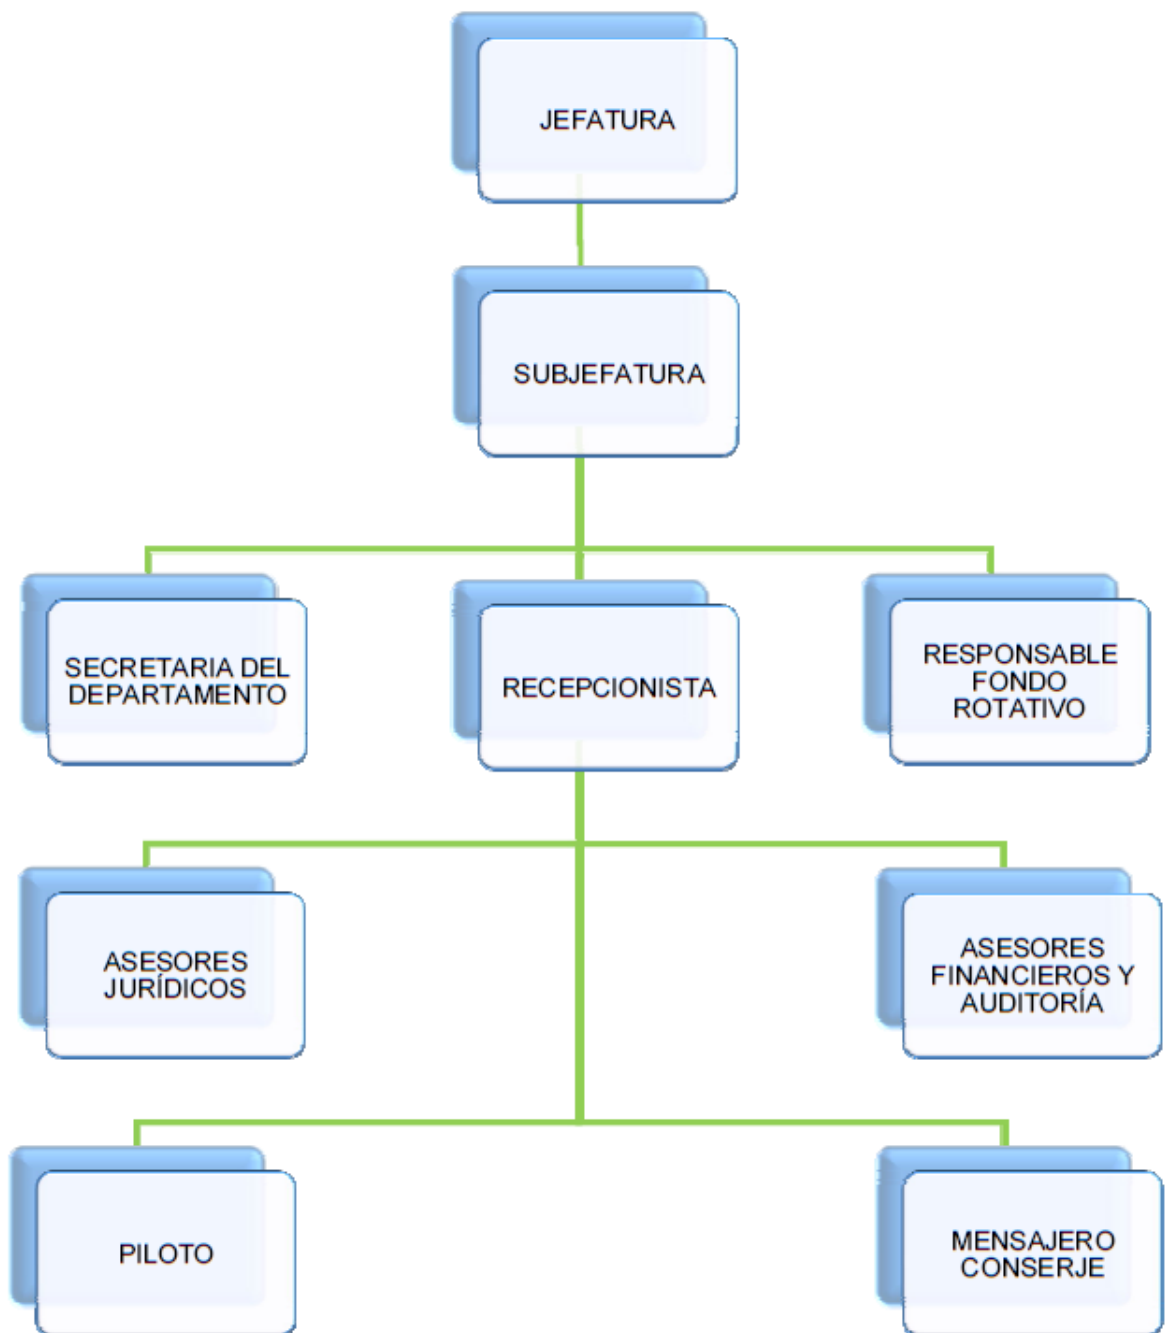 JEFATURA
SUBJEFATURA
SECRETARIA DEL
DEPARTAMENTO
RECEPCIONISTA
RESPONSABLE
FONDO
ROTATIVO
ASESORES
JURÍDICOS
ASESORES
FINANCIEROS Y
AUDITORÍA
PILOTO
MENSAJERO
CONSERJE